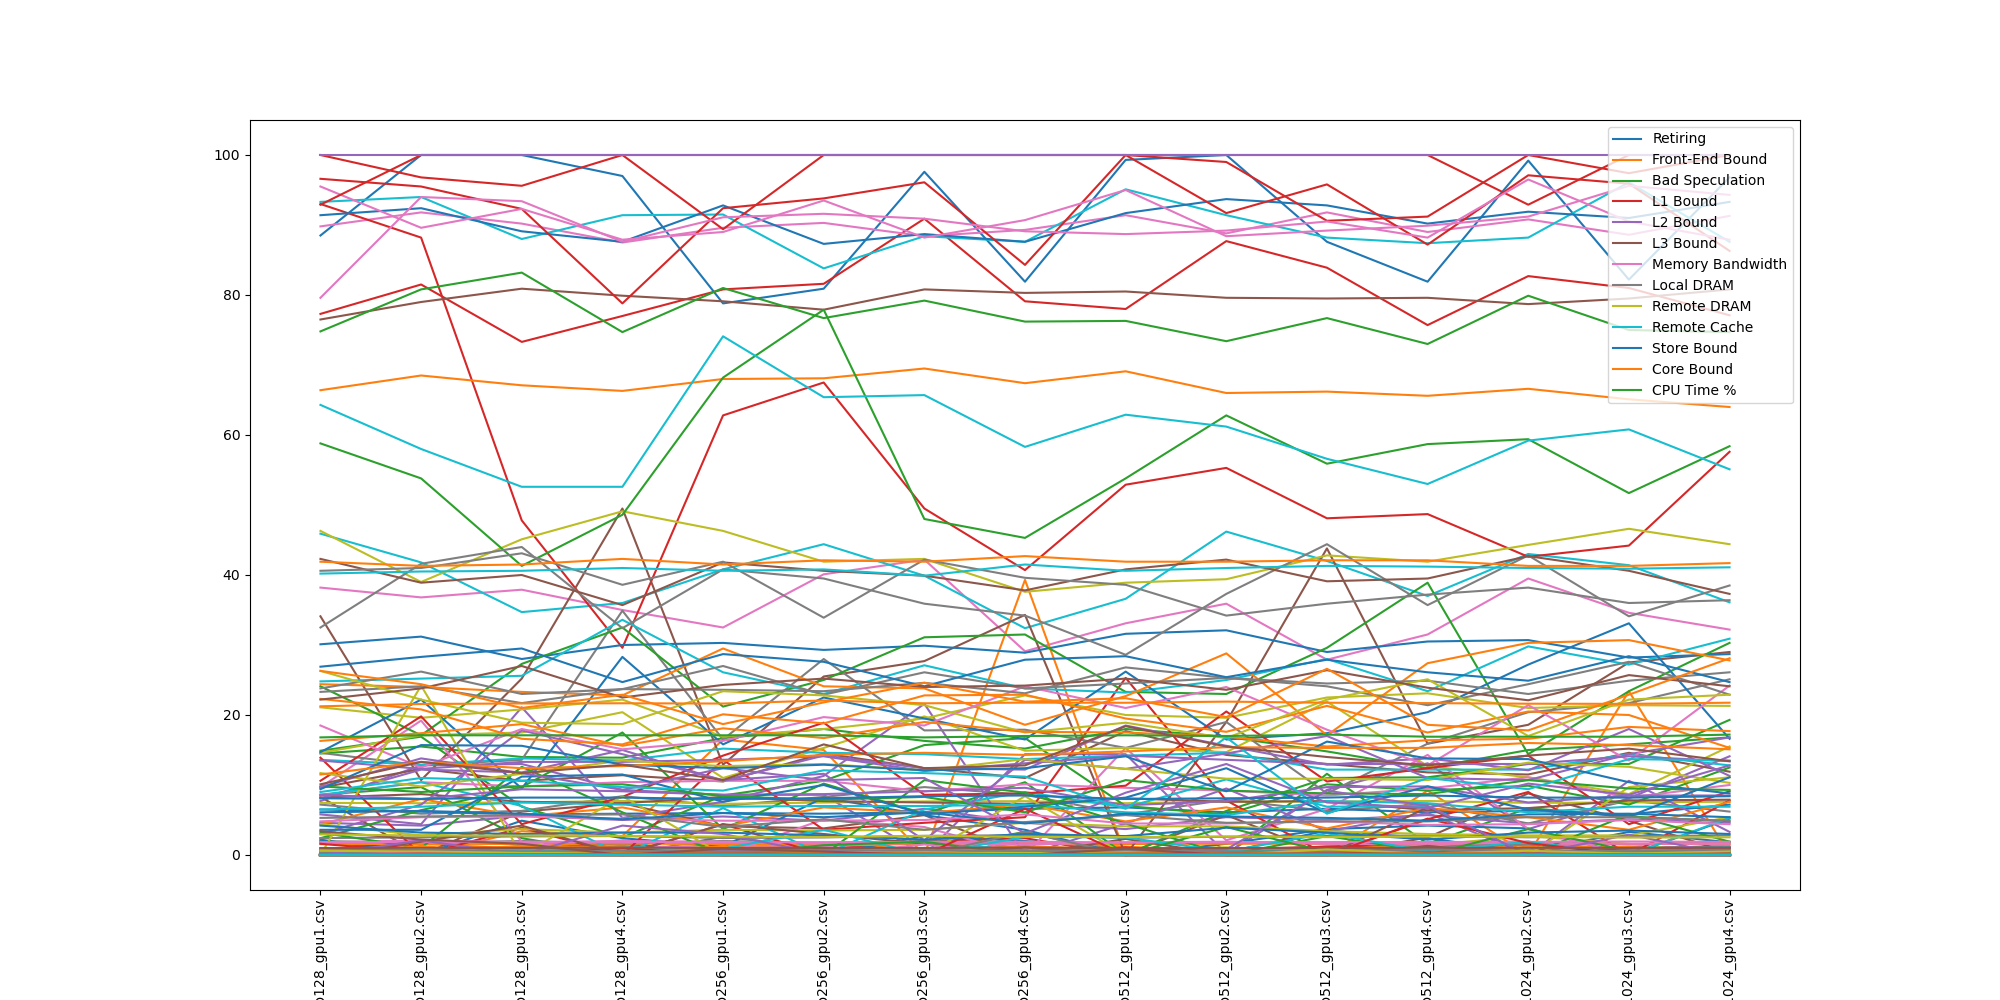 100
80
60
40
20
0
Retiring
Front-End Bound
Bad Speculation
L1 Bound
L2 Bound
L3 Bound
Memory Bandwidth
Local DRAM
Remote DRAM
Remote Cache
Store Bound
Core Bound
CPU Time %
128_gpu1.csv
128_gpu2.csv
128_gpu3.csv
128_gpu4.csv
256_gpu1.csv
256_gpu2.csv
256_gpu3.csv
256_gpu4.csv
512_gpu1.csv
512_gpu2.csv
512_gpu3.csv
512_gpu4.csv
024_gpu2.csv
024_gpu3.csv
024_gpu4.csv